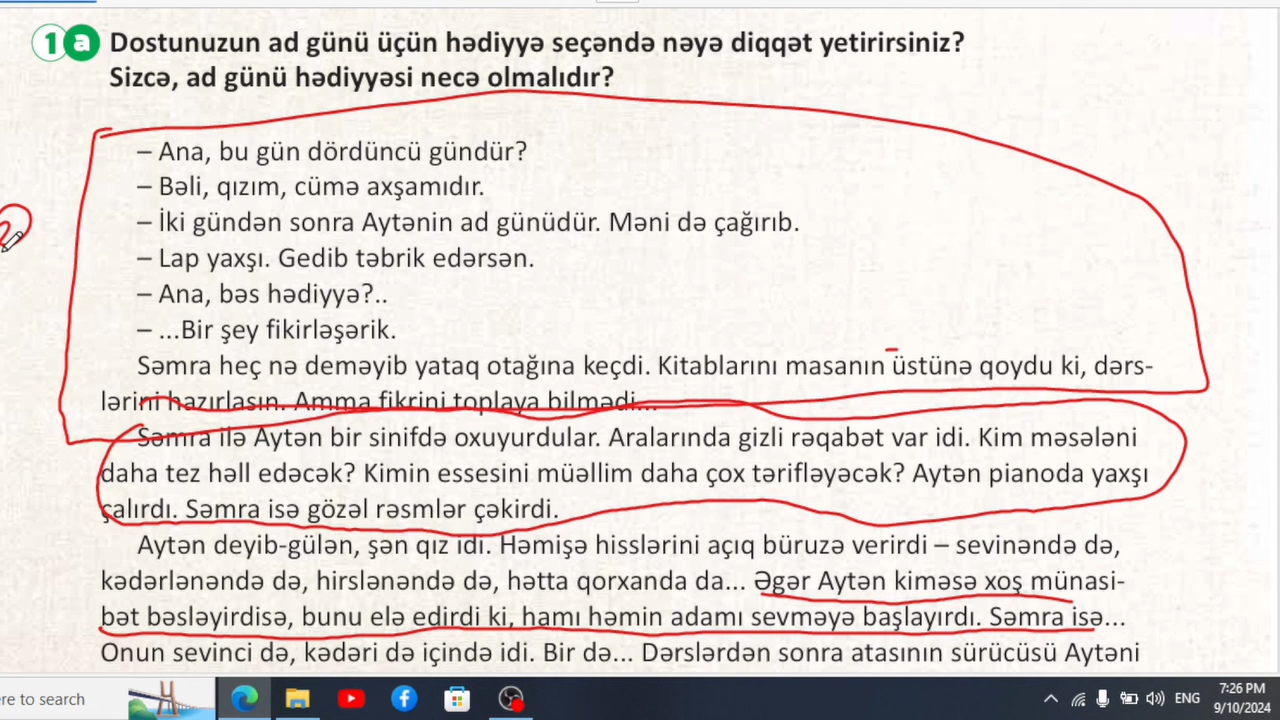 1 a Dostunuzun ad günü üçün hədiyyə seçəndə nəyə diqqət yetirirsiniz?
Sizcə, ad günü hədiyyəsi necə olmalıdır?
– Ana, bu gün dördüncü gündür?
– Bəli, qızım, cümə axşamıdır.
– İki gündən sonra Aytənin ad günüdür. Məni də çağırıb.
– Lap yaxşı. Gedib təbrik edərsən.
– Ana, bəs hədiyyə?..
– ...Bir şey fikirləşərik.
Səmra heç nə deməyib yataq otağına keçdi. Kitablarını masanın üstünə qoydu ki, dərs-
lərini hazırlasın. Amma fikrini toplaya bilmədi...
Səmra ilə Aytən bir sinifdə oxuyurdular. Aralarında gizli rəqabət var idi. Kim məsələni
daha tez həll edəcək? Kimin essesini müəllim daha çox tərifləyəcək? Aytən pianoda yaxşı
çalırdı. Səmra isə gözəl rəsmlər çəkirdi.
Aytən deyib-gülən, şən qız idi. Həmişə hisslərini açıq büruzə verirdi – sevinəndə də,
kədərlənəndə də, hirslənəndə də, hətta qorxanda da... Əgər Aytən kiməsə xoş münasi-
bət bəsləyirdisə, bunu elə edirdi ki, hamı həmin adamı sevməyə başlayırdı. Səmra isə...
Onun sevinci də, kədəri də içində idi. Bir də... Dərslərdən sonra atasının sürücüsü Aytəni
ere to search
ENG
7:26 PM
9/10/2024